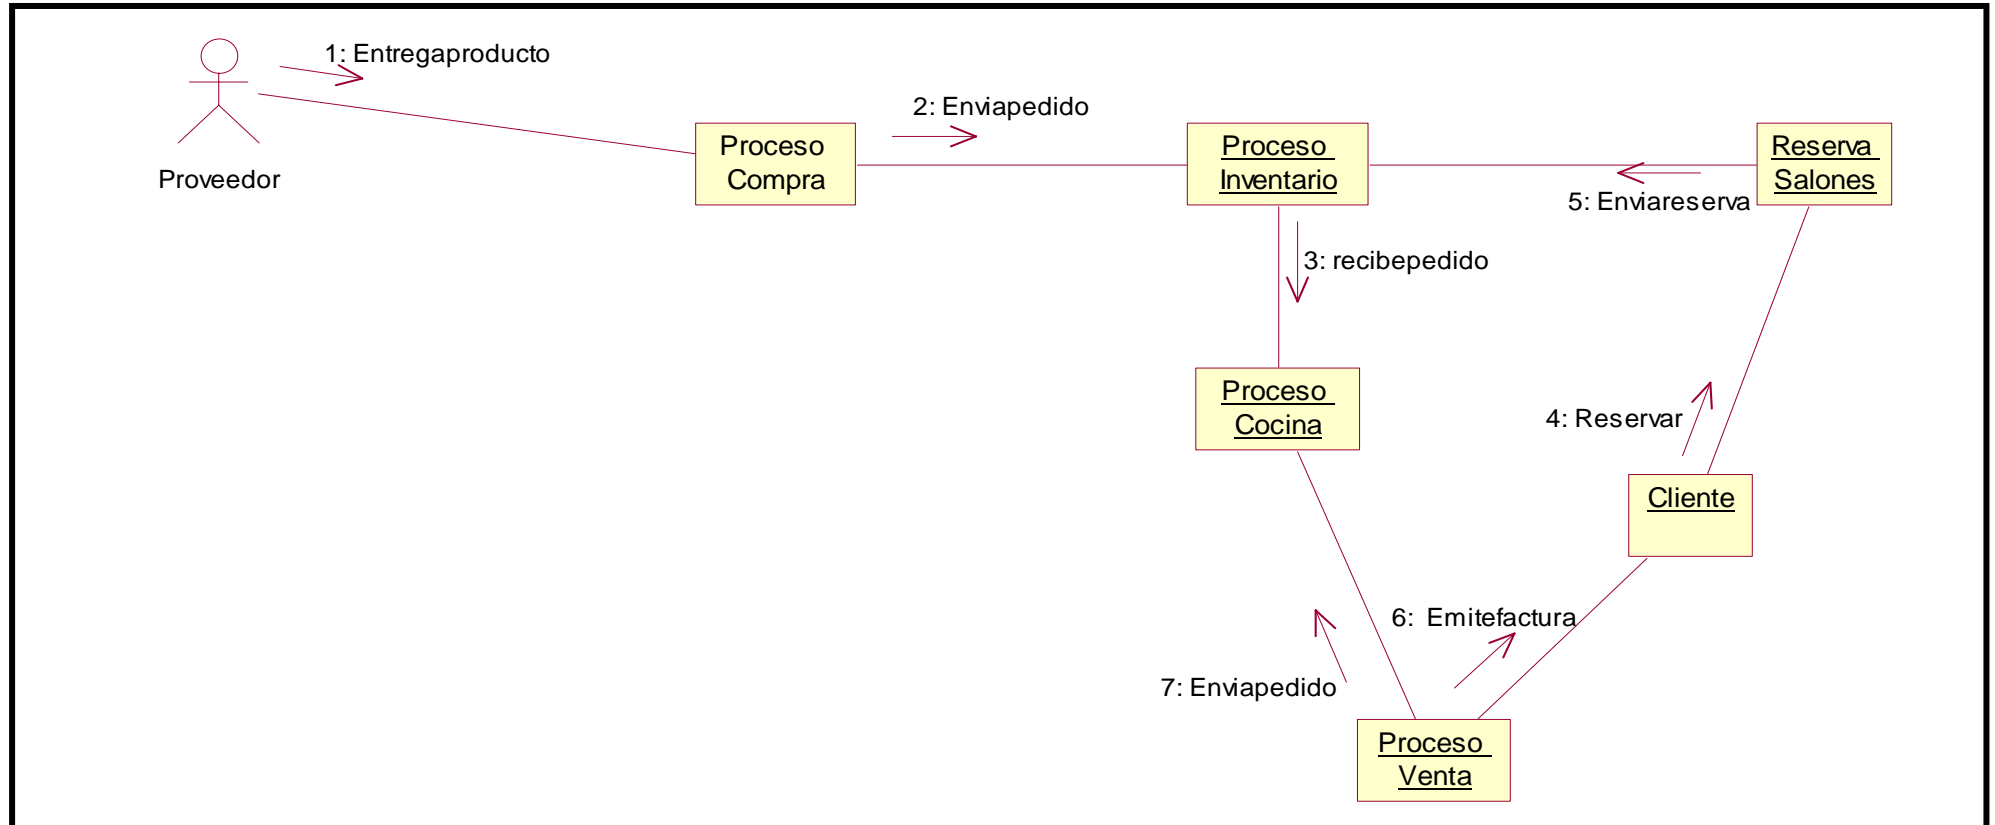 1: Entregaproducto
Proveedor
2: Enviapedido
Proceso
Compra
Proceso
Inventario
Reserva
Salones
5: Enviareserva
3: recibepedido
Proceso
Cocina
4: Reservar
Cliente
6: Emitefactura
7: Enviapedido
Proceso
Venta